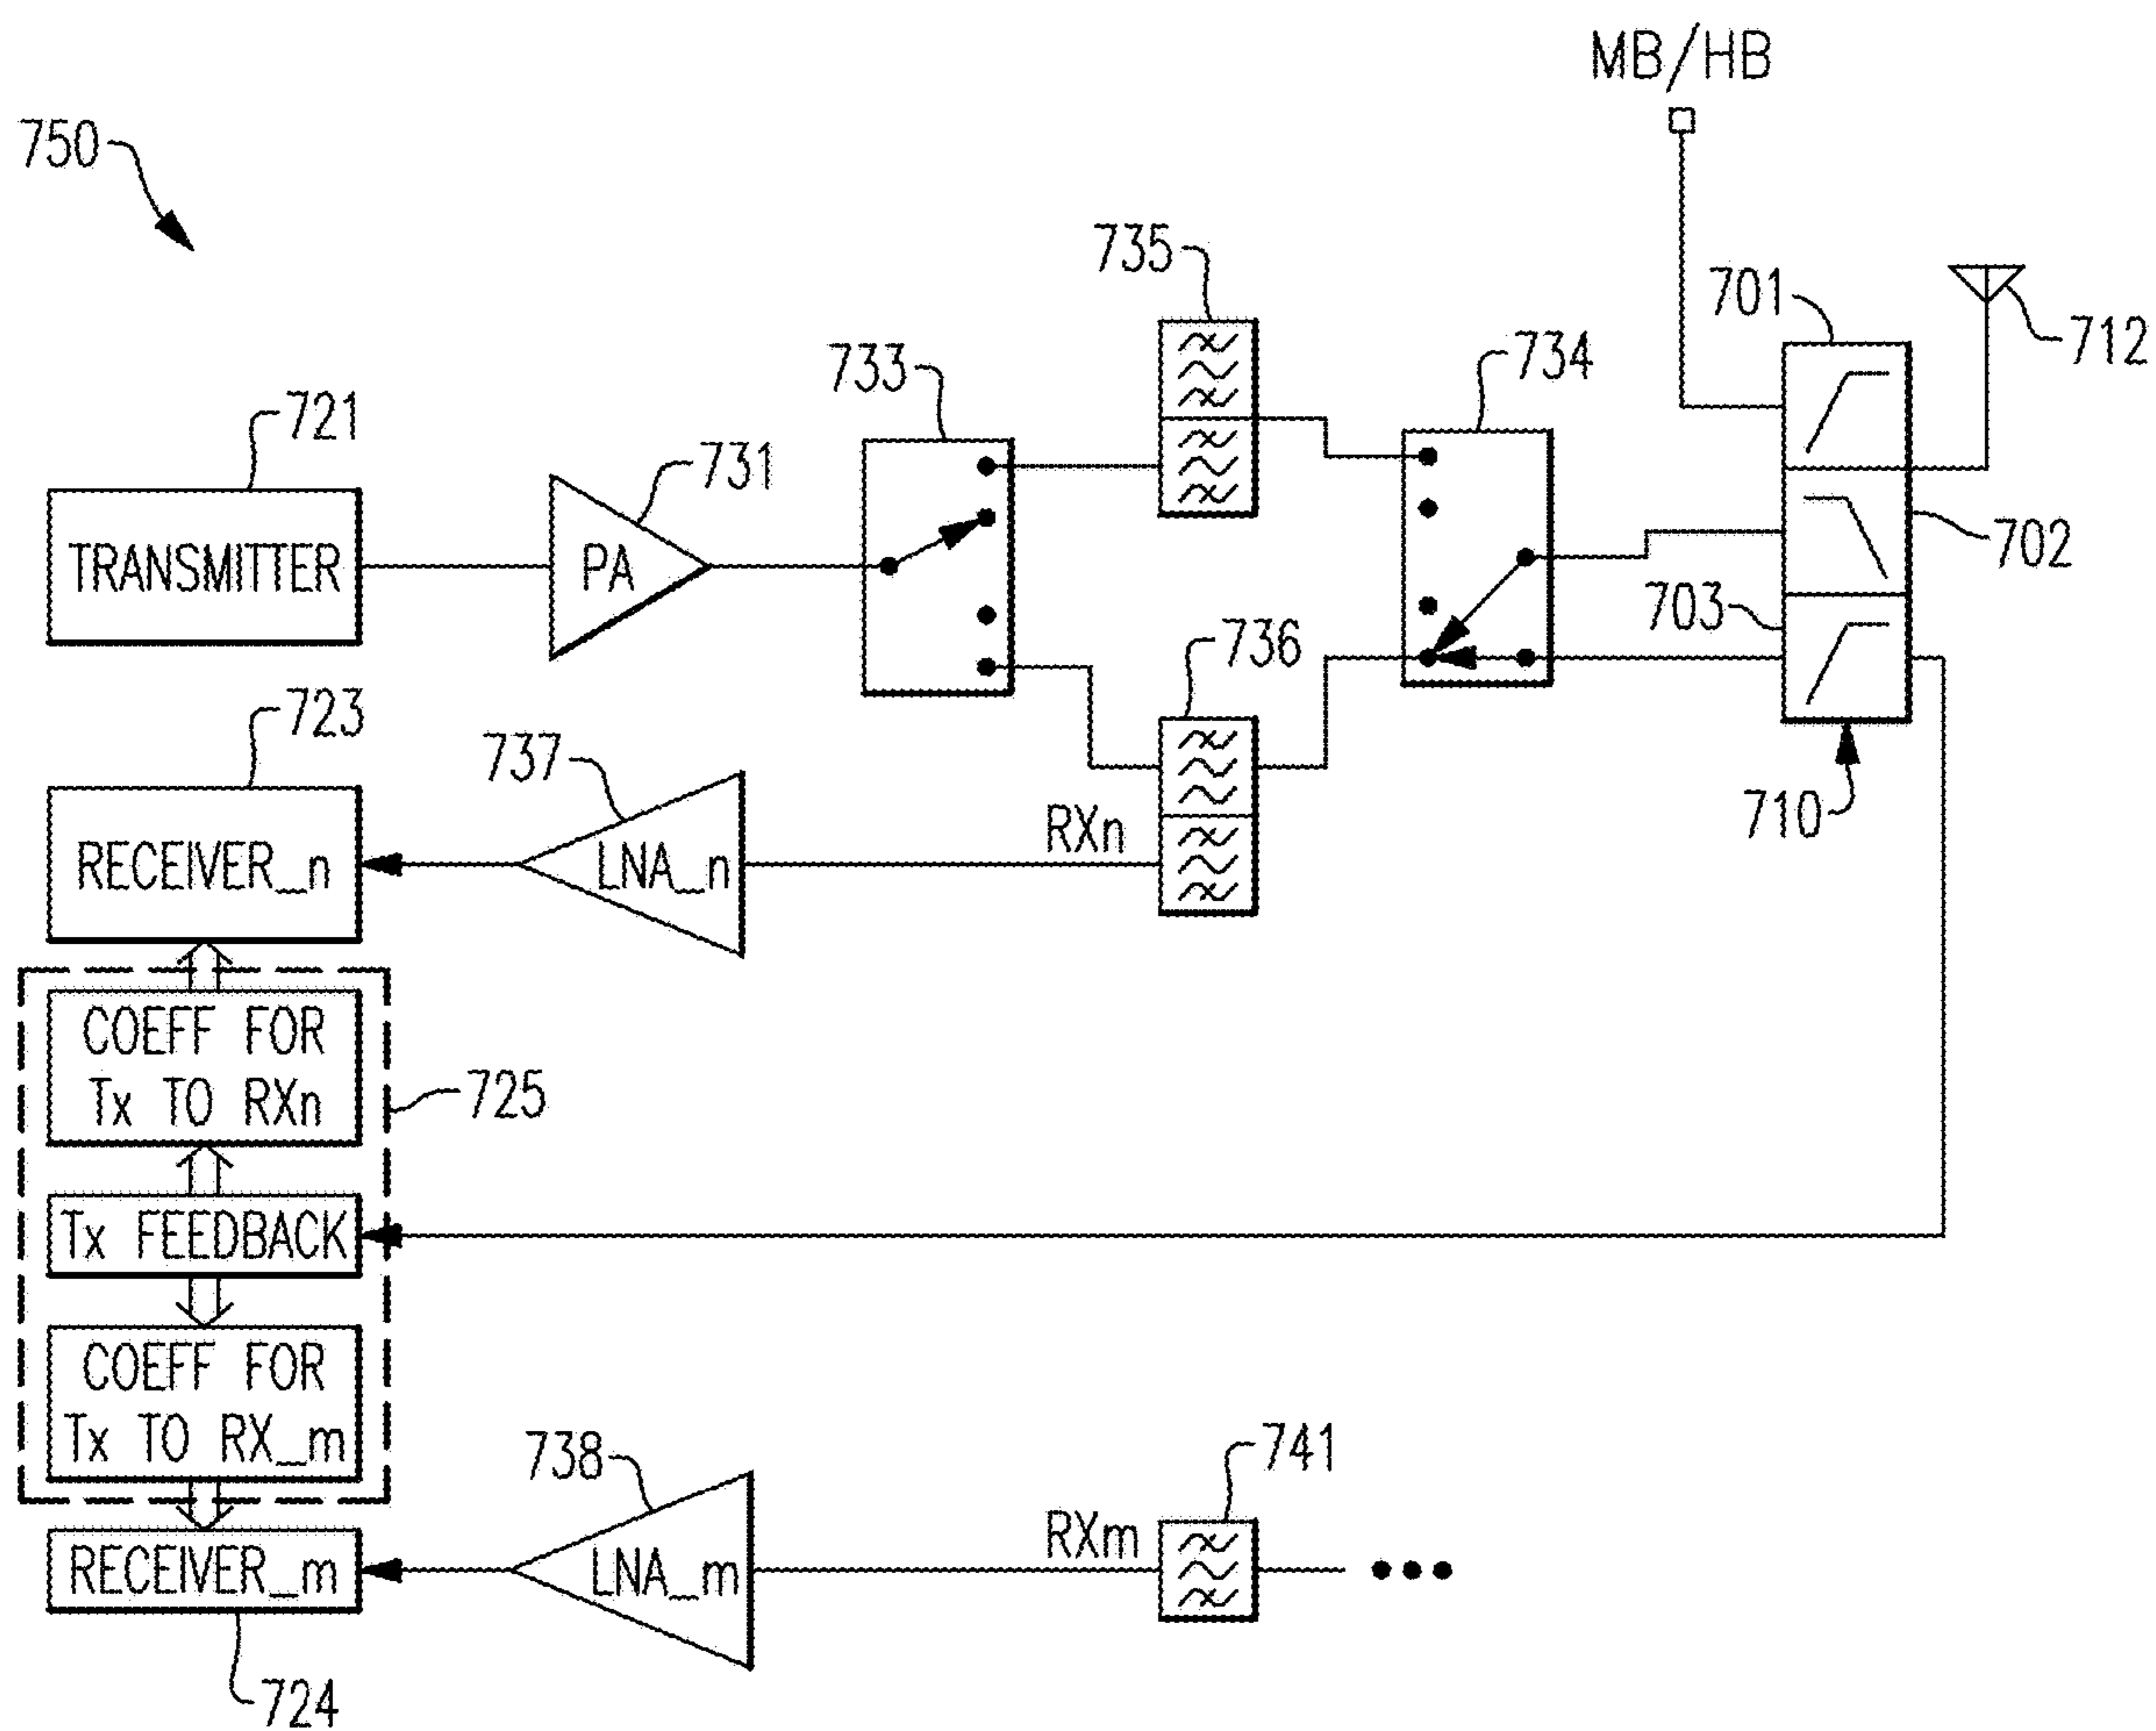 MB/HB
750
735
701
712
733
734
721
731
TRANSMITTER
PA
702
703
736
723
737
710
RXn
RECEIVER_n
LNA_n
COEFF FOR
Tx TO RXn
725
Tx FEEDBACK
COEFF FOR
Tx TO RX_m
738
741
RXm
RECEIVER_m
LNA_m
724